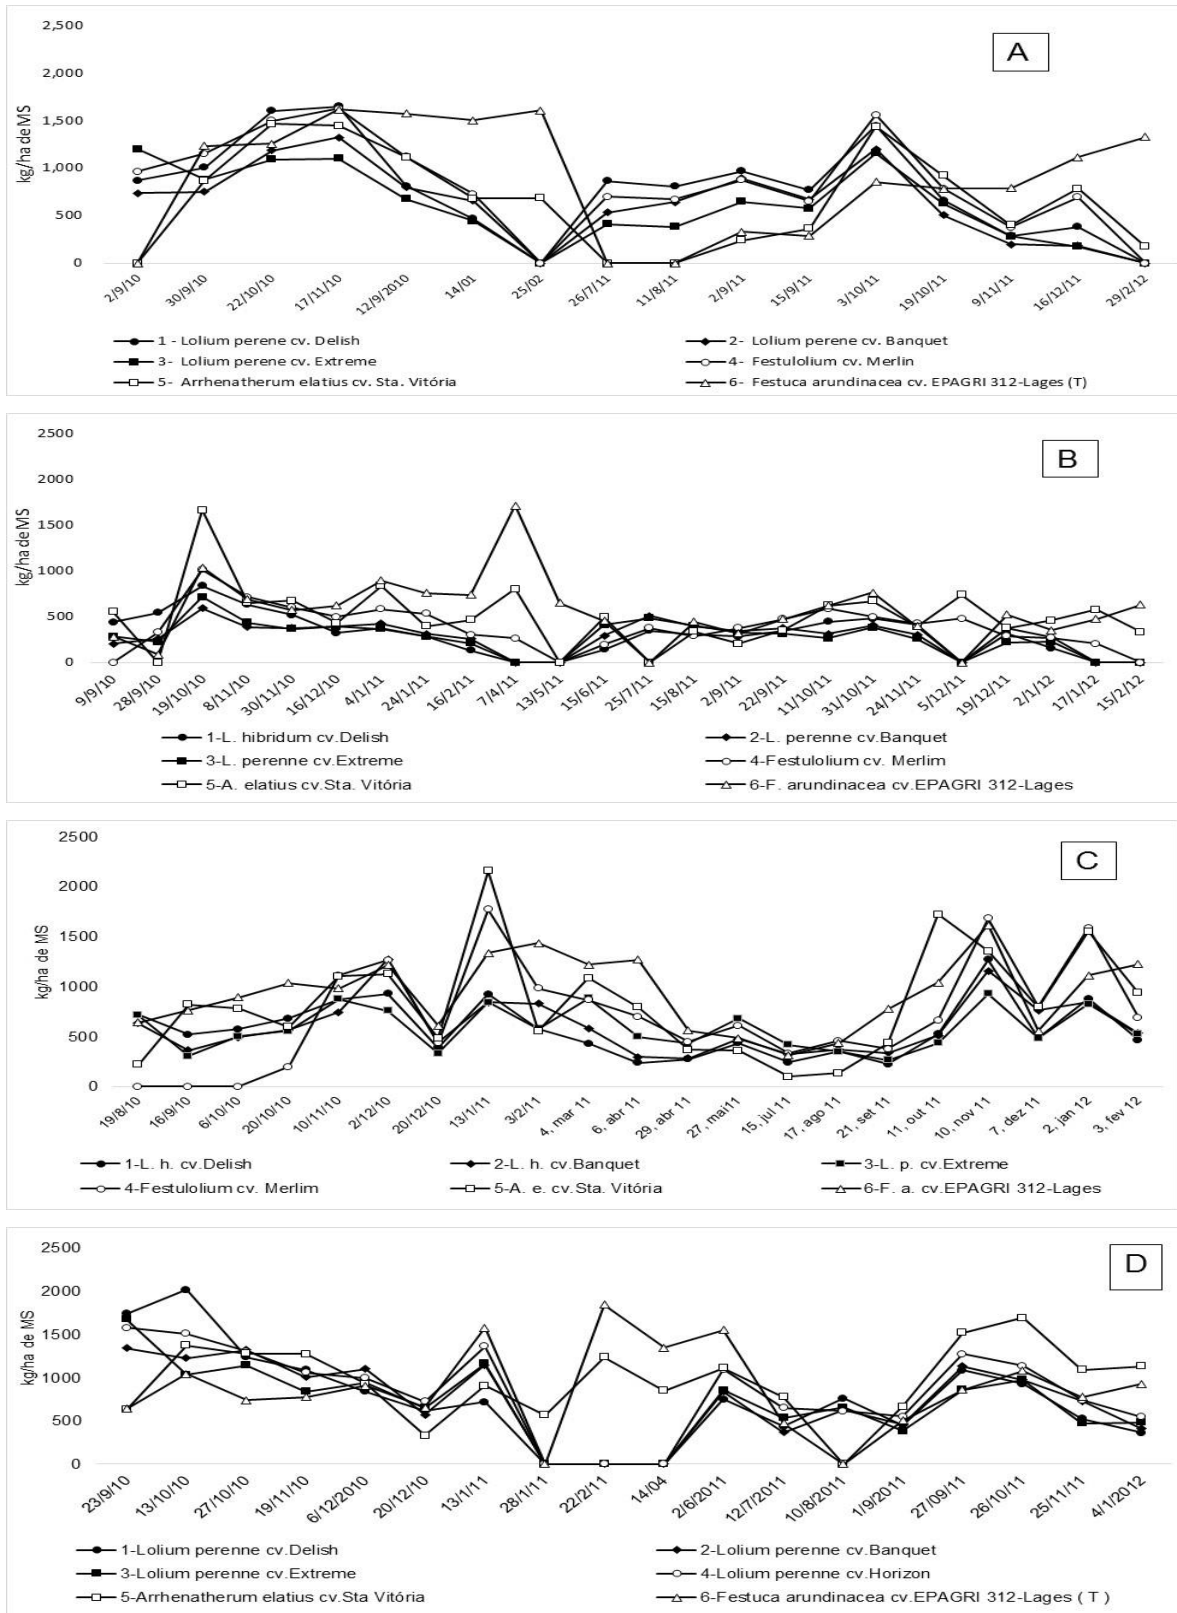 2,500
A
2,000
1,500
1,000
500
0
kg/ha de MS
2/9/10 30/9/10 22/10/10 17/11/10 12/9/2010 14/01 25/02 26/7/11 11/8/11 2/9/11 15/9/11 3/10/11 19/10/11 9/11/11 16/12/11 29/2/12
1 - Lolium perene cv. Delish 2- Lolium perene cv. Banquet
3- Lolium perene cv. Extreme 4- Festulolium cv. Merlin
5- Arrhenatherum elatius cv. Sta. Vitória 6- Festuca arundinacea cv. EPAGRI 312-Lages (T)
2500
B
2000
1500
1000
500
0
kg/ha de MS
9/9/10 28/9/10 19/10/10 8/11/10 30/11/10 16/12/10 4/1/11 24/1/11 16/2/11 7/4/11 13/5/11 15/6/11 25/7/11 15/8/11 2/9/11 22/9/11 11/10/11 31/10/11 24/11/11 5/12/11 19/12/11 2/1/12 17/1/12 15/2/12
1-L. hibridum cv.Delish 2-L. perenne cv.Banquet
3-L. perenne cv.Extreme 4-Festulolium cv. Merlim
5-A. elatius cv.Sta. Vitória 6-F. arundinacea cv.EPAGRI 312-Lages
2500
C
2000
1500
1000
500
0
kg/ha de MS
19/8/10 16/9/10 6/10/10 20/10/10 10/11/10 2/12/10 20/12/10 13/1/11 3/2/11 4, mar 11 6, abr 11 29, abr 11 27, mai11 15, jul 11 17, ago 11 21, set 11 11, out 11 10, nov 11 7, dez 11 2, jan 12 3, fev 12
1-L. h. cv.Delish 2-L. h. cv.Banquet 3-L. p. cv.Extreme
4-Festulolium cv. Merlim 5-A. e. cv.Sta. Vitória 6-F. a. cv.EPAGRI 312-Lages
2500
D
2000
1500
1000
500
0
kg/ha de MS
23/9/10 13/10/10 27/10/10 19/11/10 6/12/2010 20/12/10 13/1/11 28/1/11 22/2/11 14/04 2/6/2011 12/7/2011 10/8/2011 1/9/2011 27/09/11 26/10/11 25/11/11 4/1/2012
1-Lolium perenne cv.Delish 2-Lolium perenne cv.Banquet
3-Lolium perenne cv.Extreme 4-Lolium perenne cv.Horizon
5-Arrhenatherum elatius cv.Sta Vitória 6-Festuca arundinacea cv.EPAGRI 312-Lages ( T )